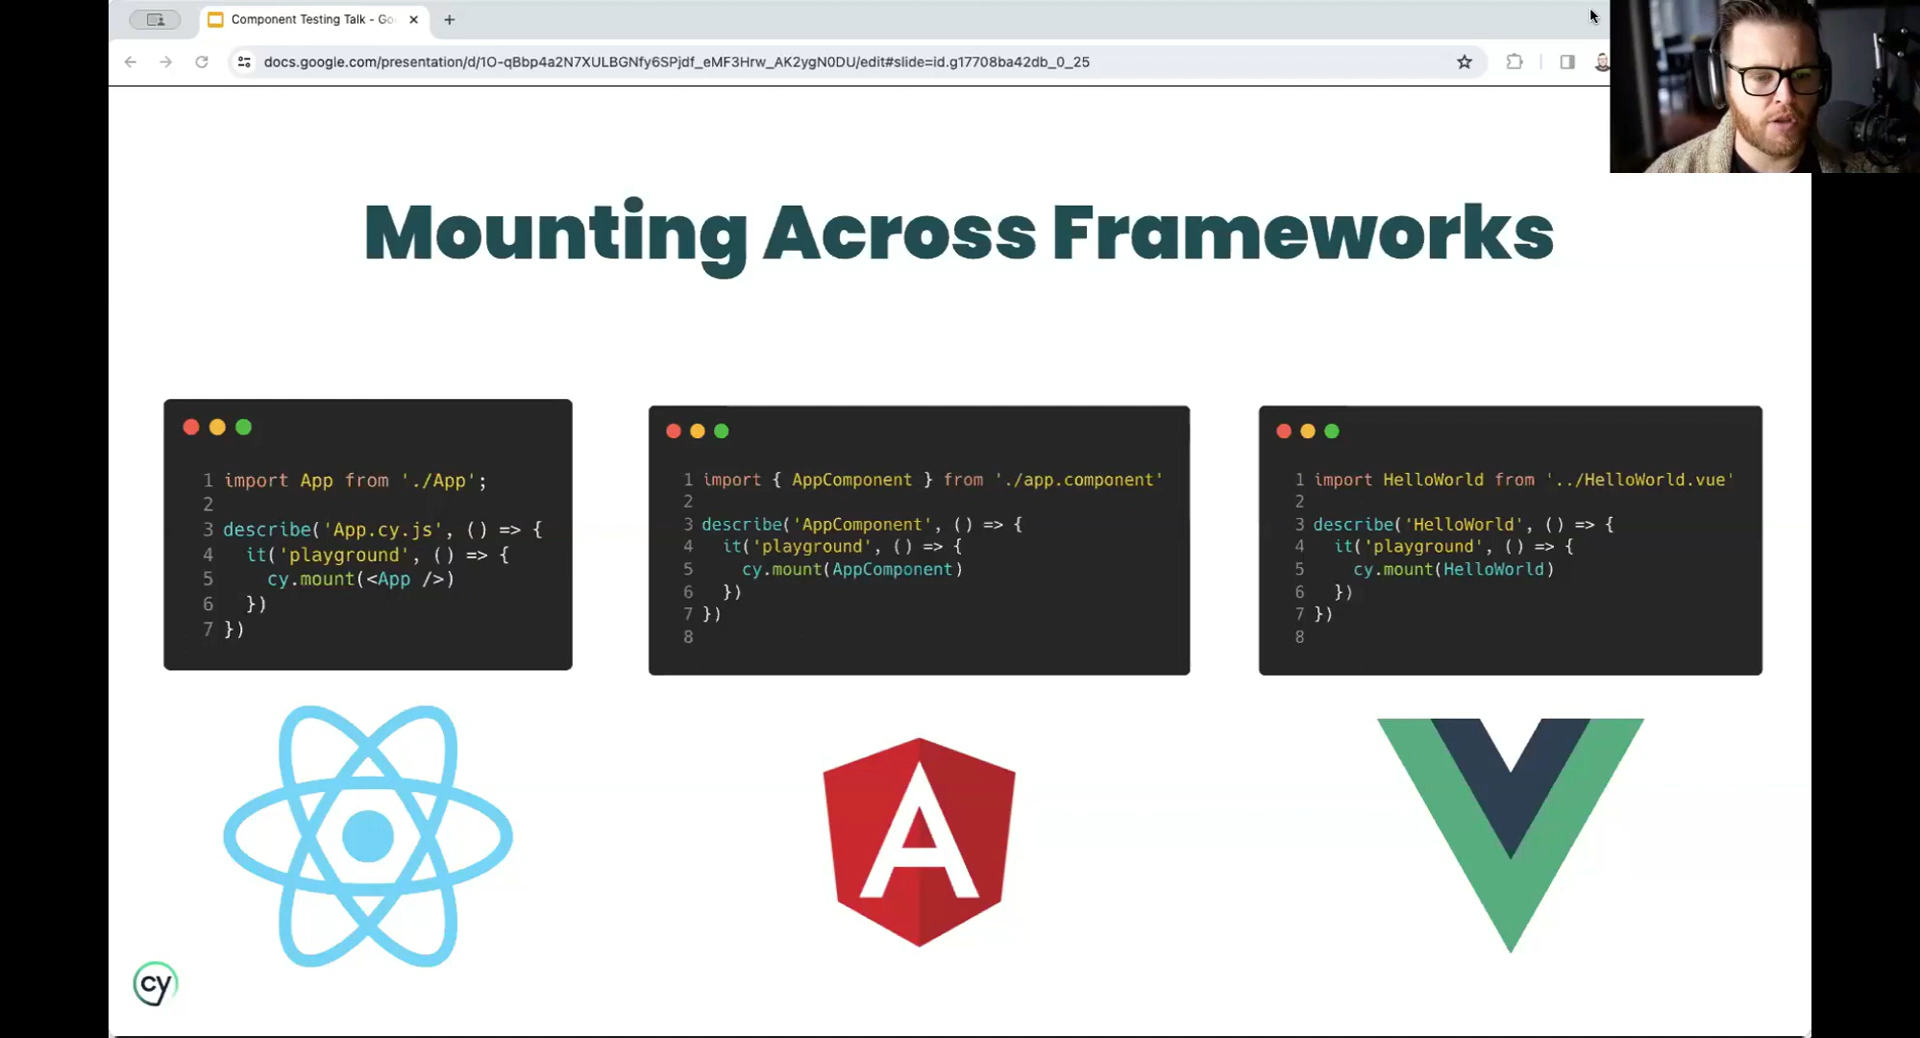 Component Testing Talk - Go
docs.google.com/presentation/d/1O-qBbp4a2N7XULBGNfy6SPjdf_eMF3Hrw_AK2ygN0DU/edit#slide=id.g17708ba42db_0_25
Mounting Across Frameworks
1 import App from './App';
2
3 describe('App.cy.js', () => {
4   it('playground', () => {
5     cy.mount(<App />)
6   })
7 })
1 import { AppComponent } from './app.component'
2
3 describe('AppComponent', () => {
4   it('playground', () => {
5     cy.mount(AppComponent)
6   })
7 })
8
1 import HelloWorld from '../HelloWorld.vue'
2
3 describe('HelloWorld', () => {
4   it('playground', () => {
5     cy.mount(HelloWorld)
6   })
7 })
8
A
cy